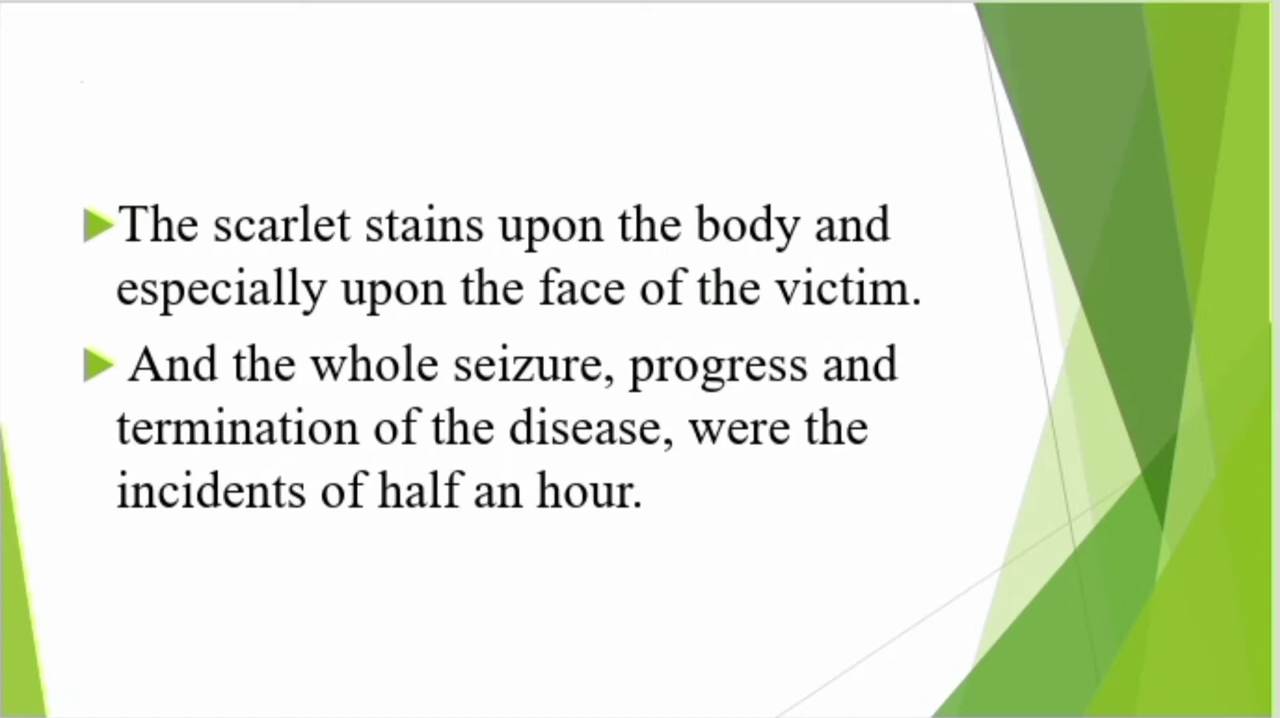 The scarlet stains upon the body and
especially upon the face of the victim.
And the whole seizure, progress and
termination of the disease, were the
incidents of half an hour.